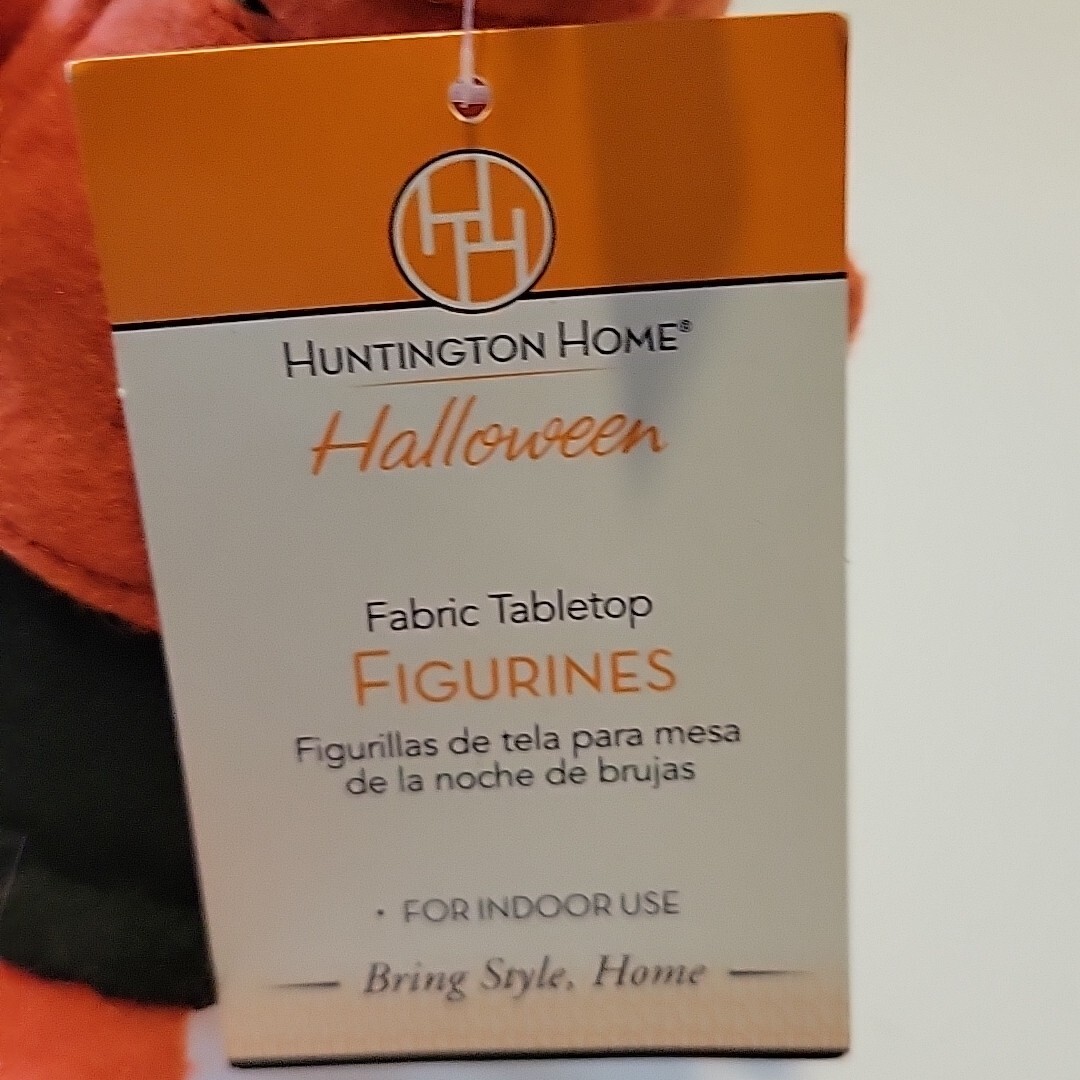 HH
HUNTINGTON HOME®
Halloween
Fabric Tabletop
FIGURINES
Figurillas de tela para mesa
de la noche de brujas
• FOR INDOOR USE
Bring Style, Home